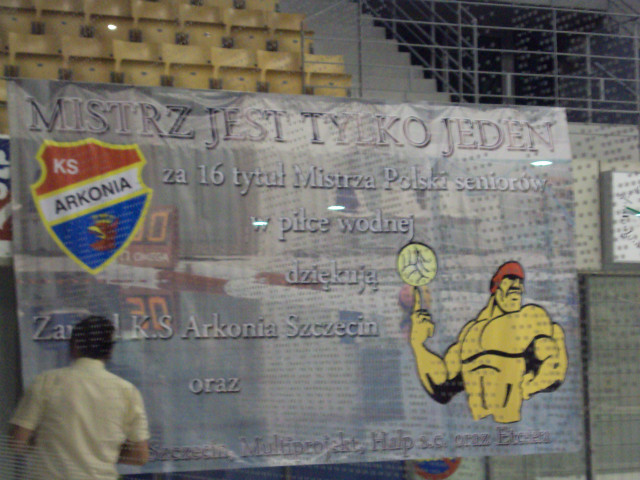 MISTRZ JEST TYLKO JEDEN
KS
ARKONIA
za 16 tytuł Mistrza Polski seniorów
w piłce wodnej
dziękują
K.S Arkonia Szczecin
oraz
Szczecin, Multiprojekt, Halp s.c. oraz